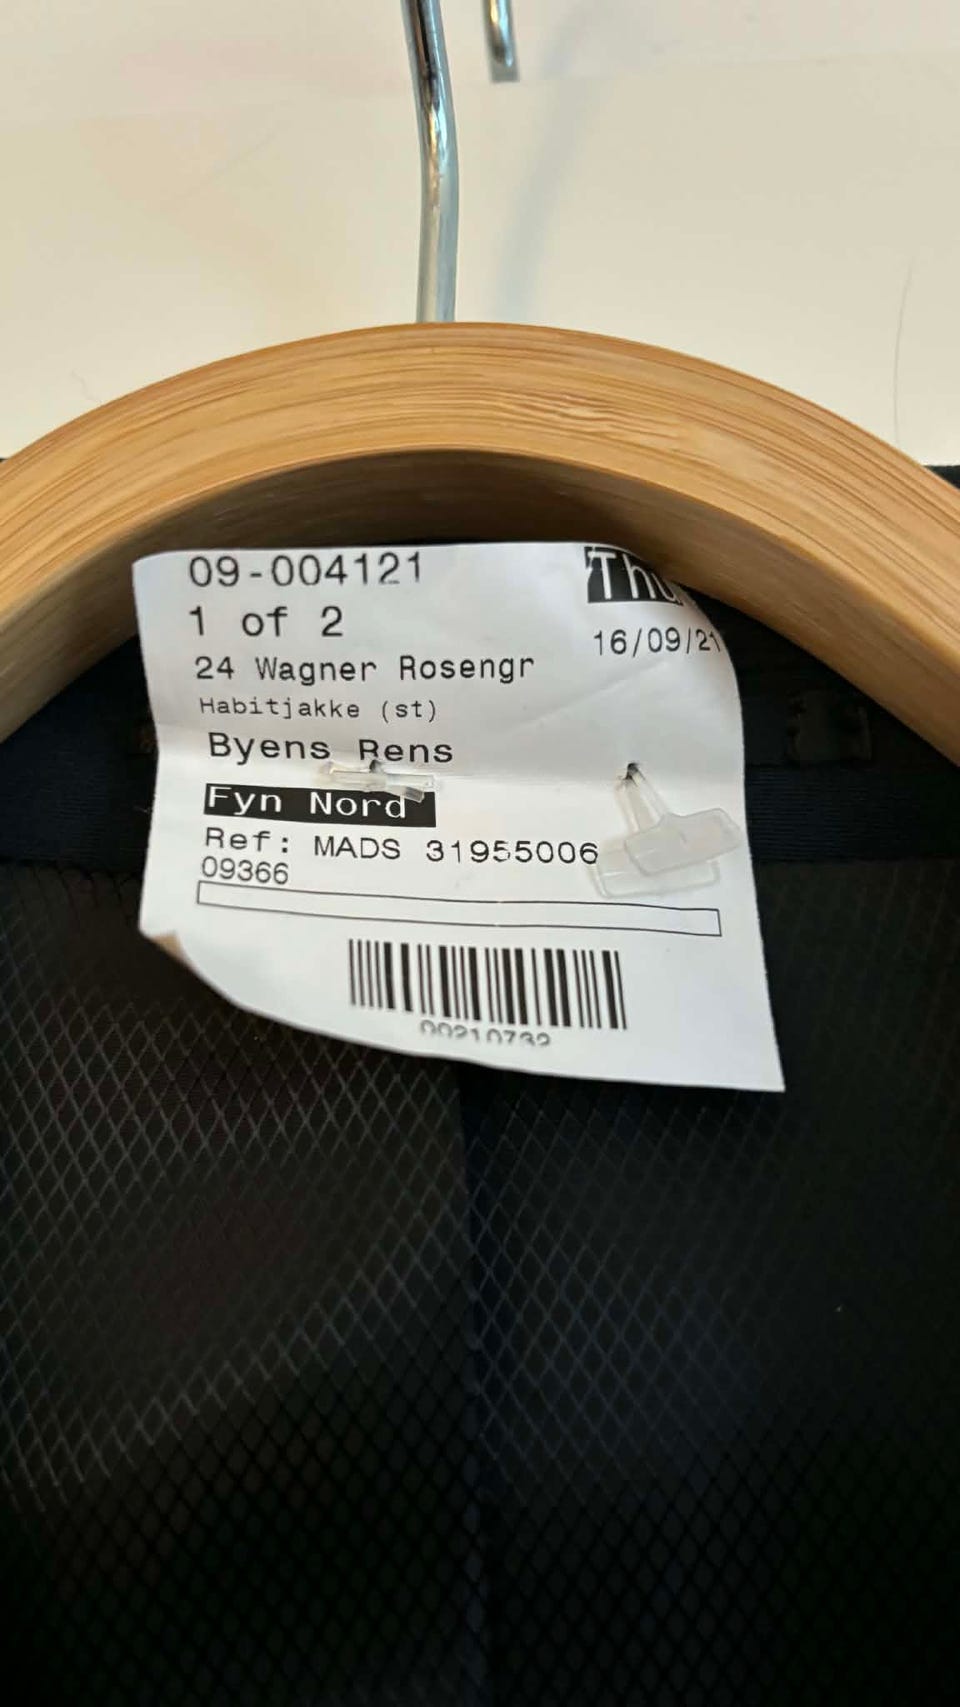 09-004121
1 of 2
16/09/21
24 Wagner Rosengr
Habitjakke (st)
Byens Rens
Fyn Nord
Ref: MADS 31955006
09366
00210732